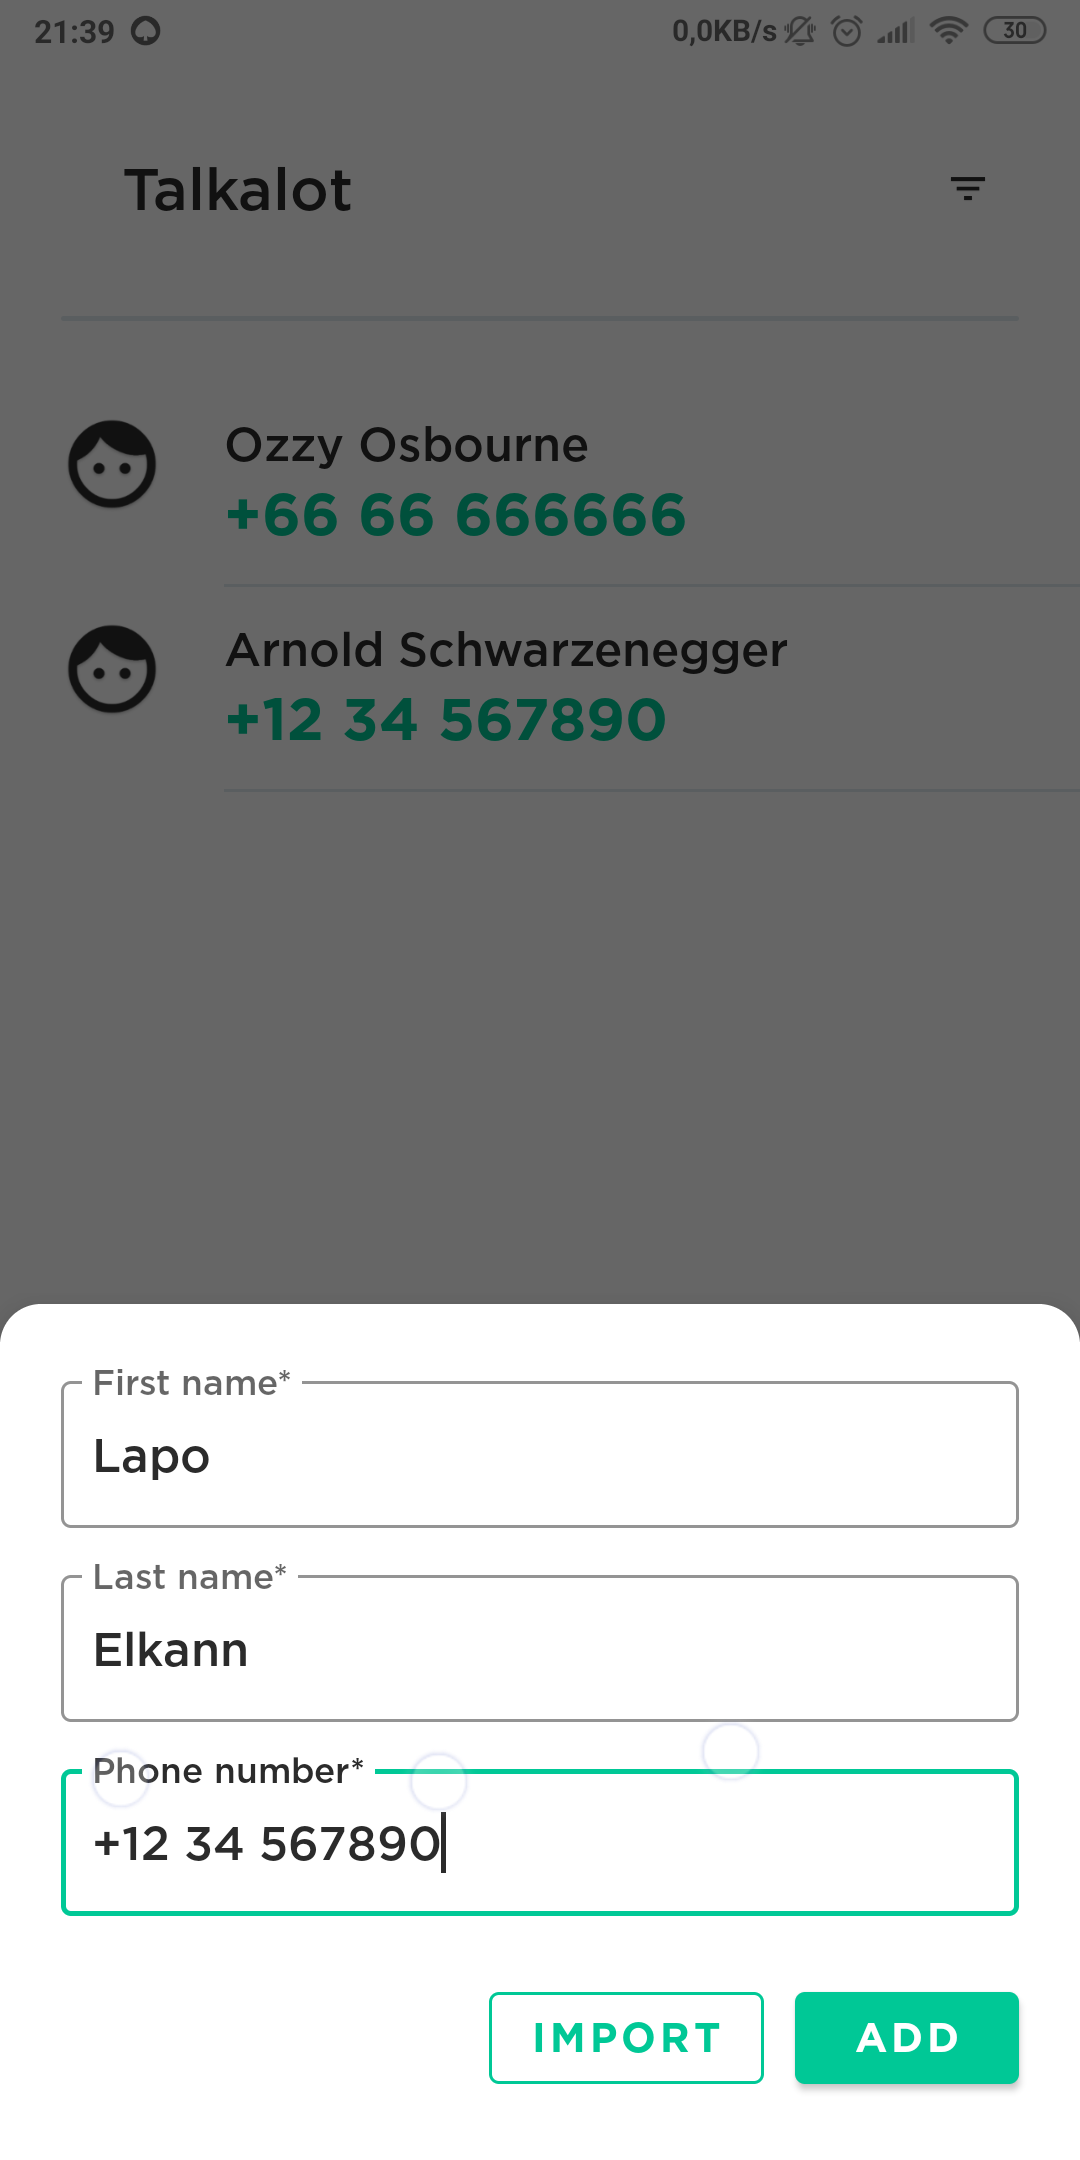 21:39 0,0KB/s 30
Talkalot
Ozzy Osbourne
+66 66 666666
Arnold Schwarzenegger
+12 34 567890
First name*
Lapo
Last name*
Elkann
Phone number*
+12 34 567890
IMPORT ADD